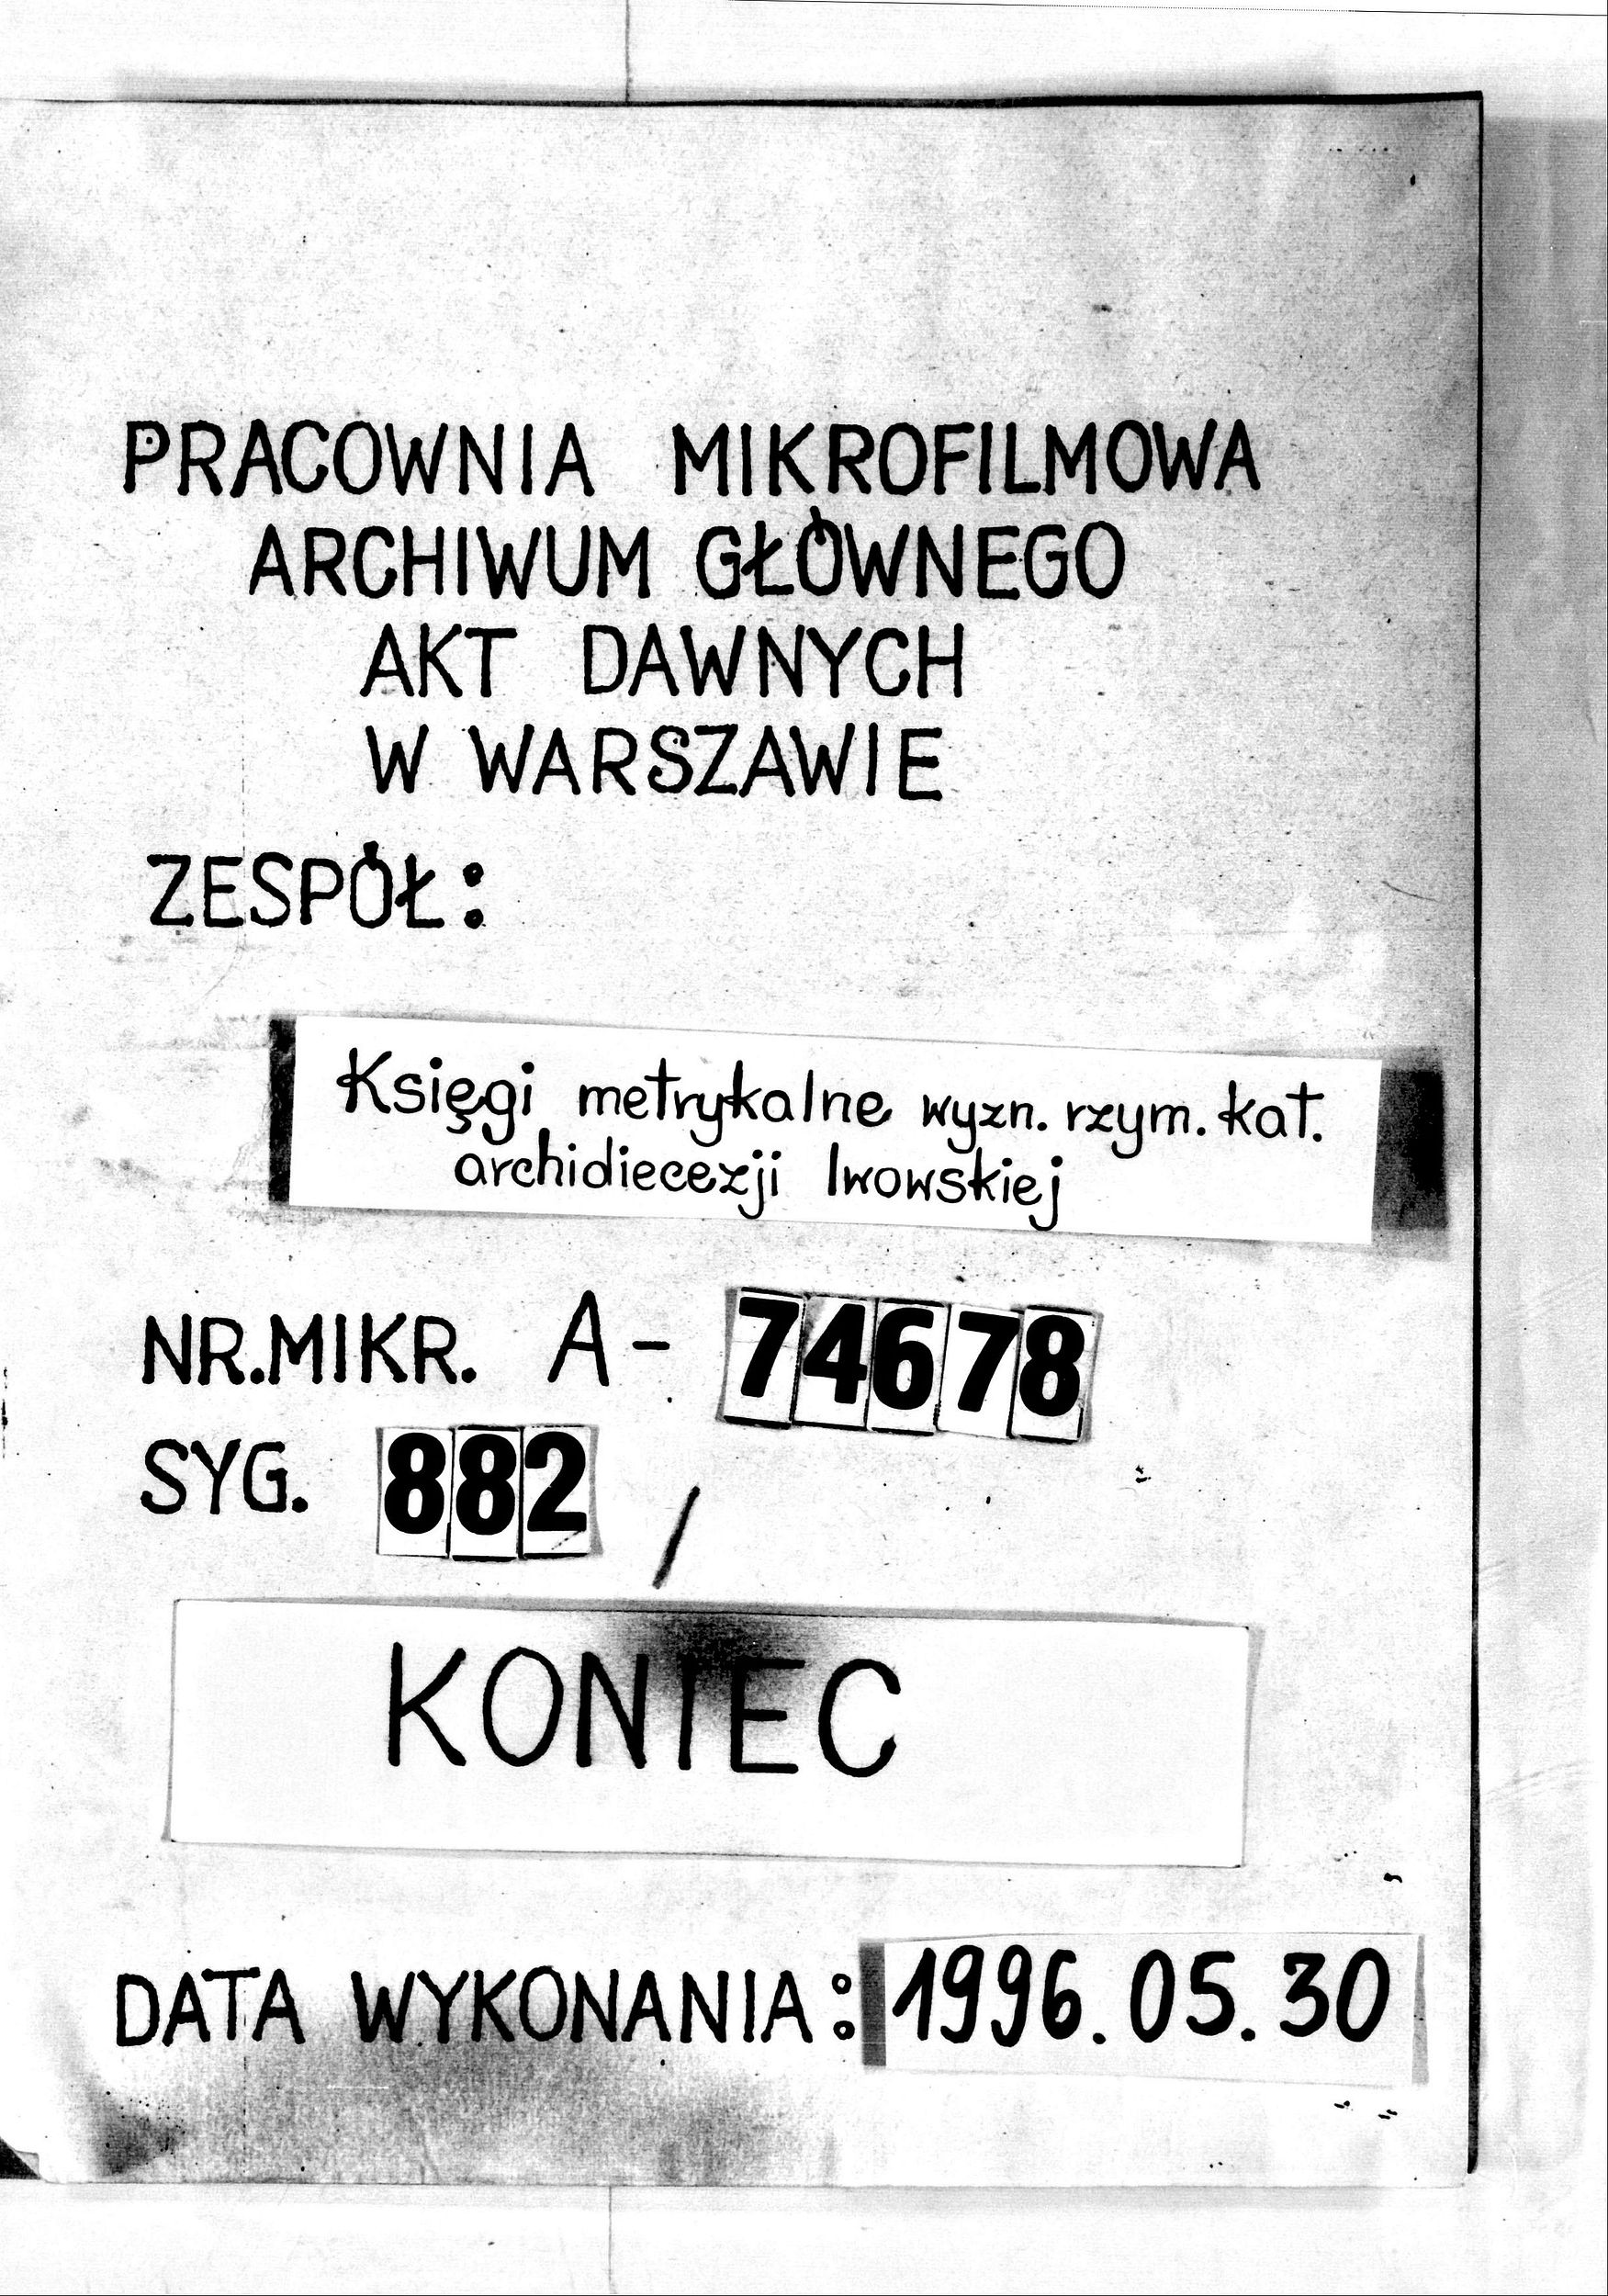 PRACOWNIA MIKROFILMOWA
ARCHIWUM GŁÓWNEGO
AKT DAWNYCH
W WARSZAWIE
ZESPÓŁ:
Księgi metrykalne wyzn. rzym. kat.
archidiecezji lwowskiej
NR.MIKR. A- 74678
SYG. 882 /
KONIEC
DATA WYKONANIA: 1996.05.30